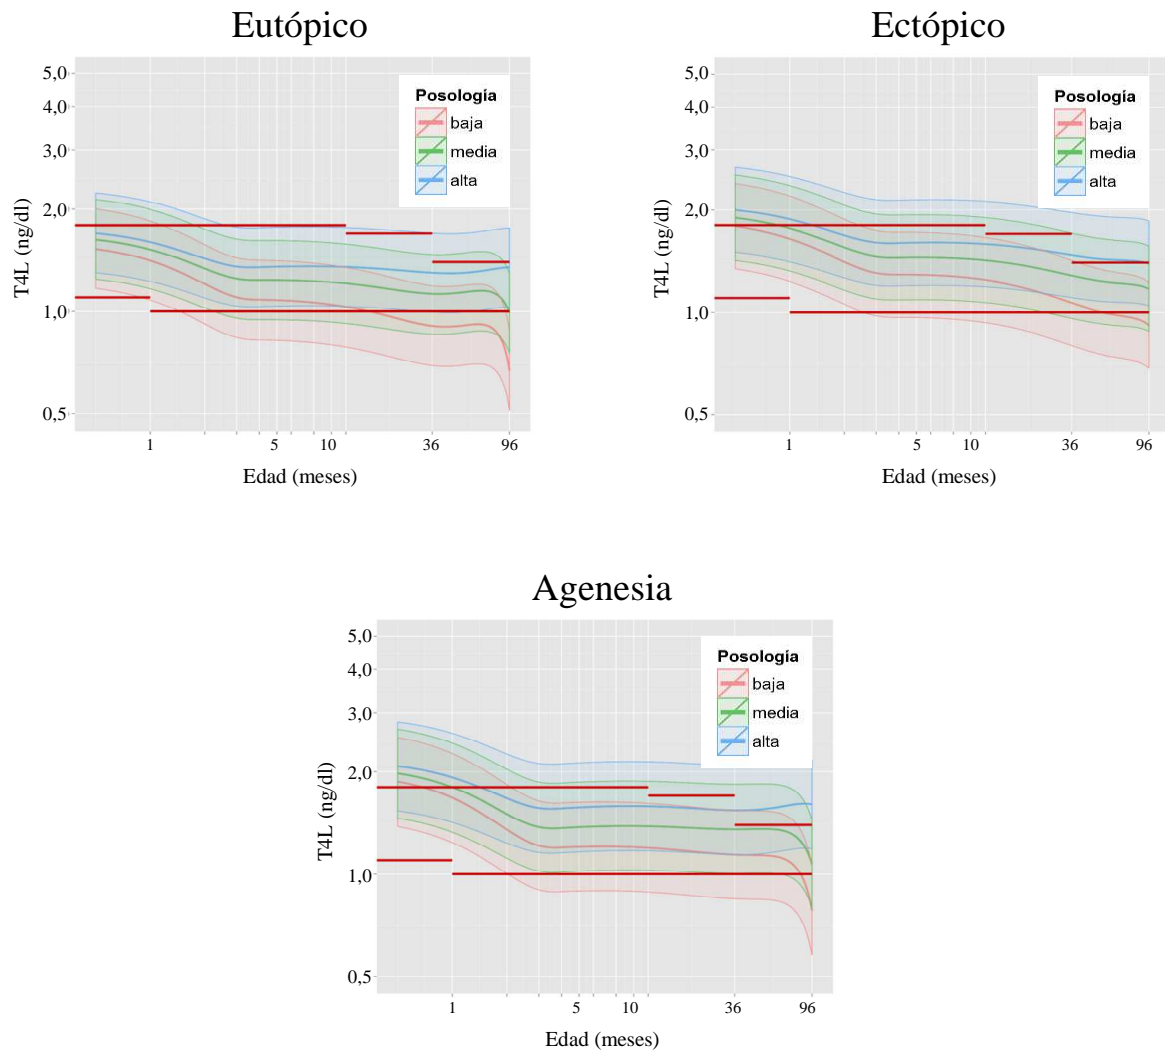 Eutópico
5,0
4,0
3,0
2,0
1,0
0,5
T4L (ng/dl)
Posología
baja
media
alta
1
5
10
36
96
Edad (meses)
Ectópico
5,0
4,0
3,0
2,0
1,0
0,5
T4L (ng/dl)
Posología
baja
media
alta
1
5
10
36
96
Edad (meses)
Agenesia
5,0
4,0
3,0
2,0
1,0
0,5
T4L (ng/dl)
Posología
baja
media
alta
1
5
10
36
96
Edad (meses)